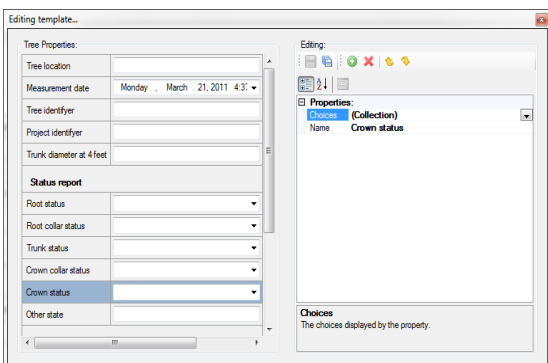 Editing template...
Tree Properties:
Tree location
Measurement date Monday , March 21, 2011 4:37
Tree identifyer
Project identifyer
Trunk diameter at 4 feet
Status report
Root status
Root collar status
Trunk status
Crown collar status
Crown status
Other state
Editing:
Properties:
Choices (Collection)
Name Crown status
Choices
The choices displayed by the property.